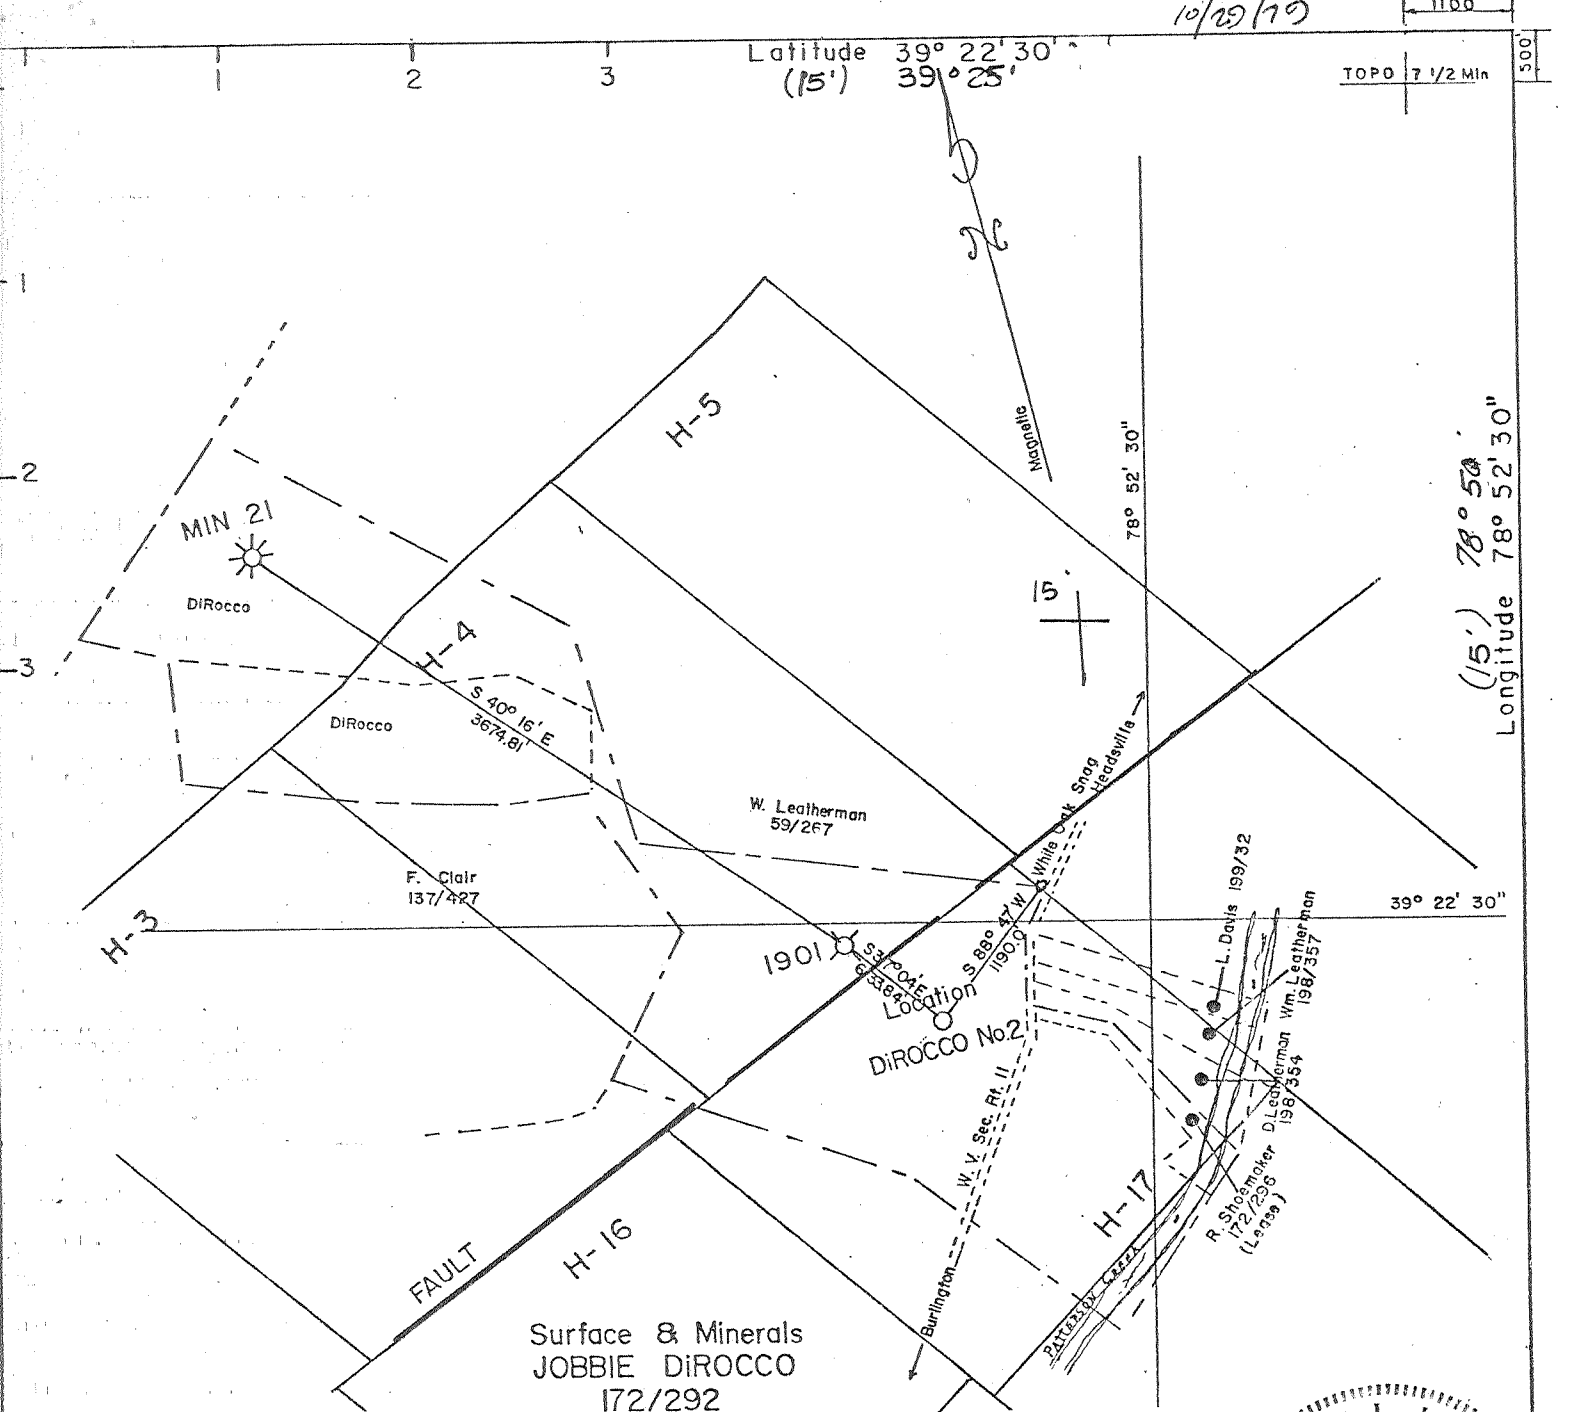 10/29/19
1100
Latitude 39° 22' 30"
(15') 39° 25'
1
2
3
500'
TOPO 7 1/2 Min
1
2
3
Magnetic
78° 52' 30"
(15') 78° 50'
Longitude 78° 52' 30"
H-5
MIN 21
DiRocco
15'
H-4
S 40° 16' E
3674.81'
DiRocco
W. Leatherman
59/267
White Oak Snag
Headsville
F. Clair
137/427
L. Davis 199/32
39° 22' 30"
H-3
1901
S 37° 04' E
S 88° 47' W
1190.0'
Location
DiROCCO No.2
Wm. Leatherman
198/357
D. Leatherman
198/354
W. V. Sec. Rt. 11
H-17
R. Shoemaker
172/296
(Lease)
H-16
FAULT
Burlington
PATTERSON CREEK
Surface & Minerals
JOBBIE DiROCCO
172/292